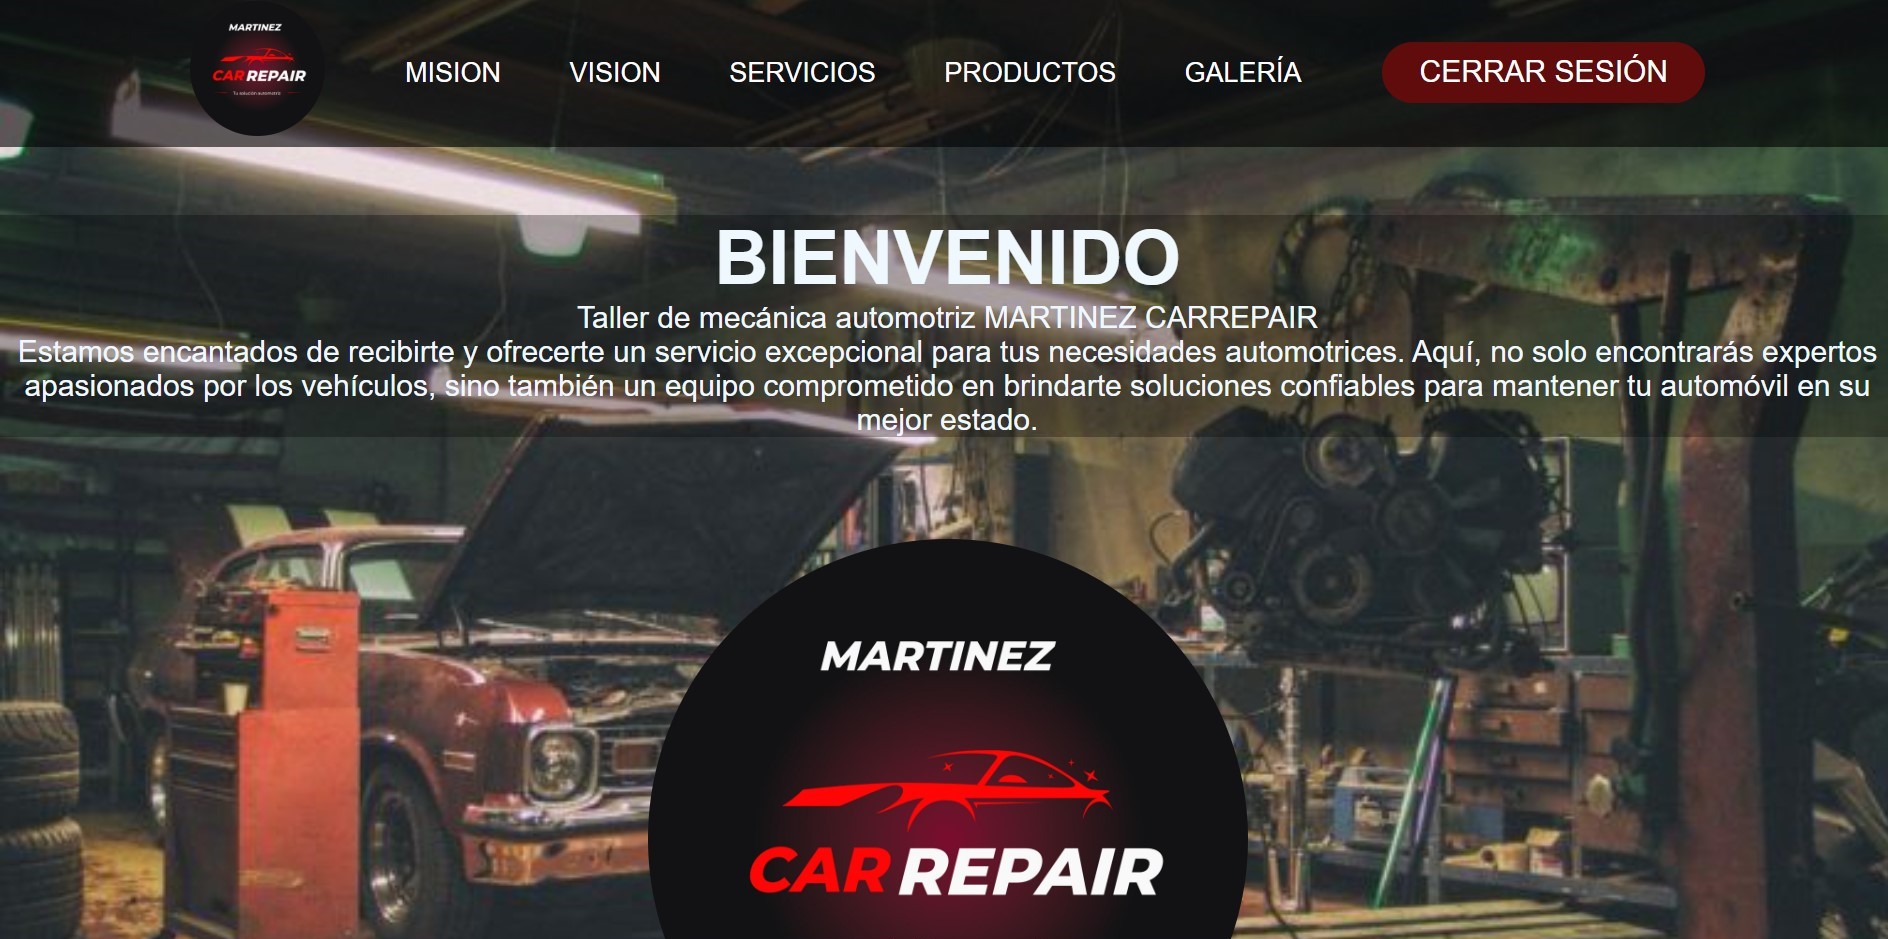 MARTINEZ
CAR REPAIR
Tu solución automotriz
MISION
VISION
SERVICIOS
PRODUCTOS
GALERÍA
CERRAR SESIÓN
BIENVENIDO
Taller de mecánica automotriz MARTINEZ CARREPAIR
Estamos encantados de recibirte y ofrecerte un servicio excepcional para tus necesidades automotrices. Aquí, no solo encontrarás expertos
apasionados por los vehículos, sino también un equipo comprometido en brindarte soluciones confiables para mantener tu automóvil en su
mejor estado.
MARTINEZ
CAR REPAIR